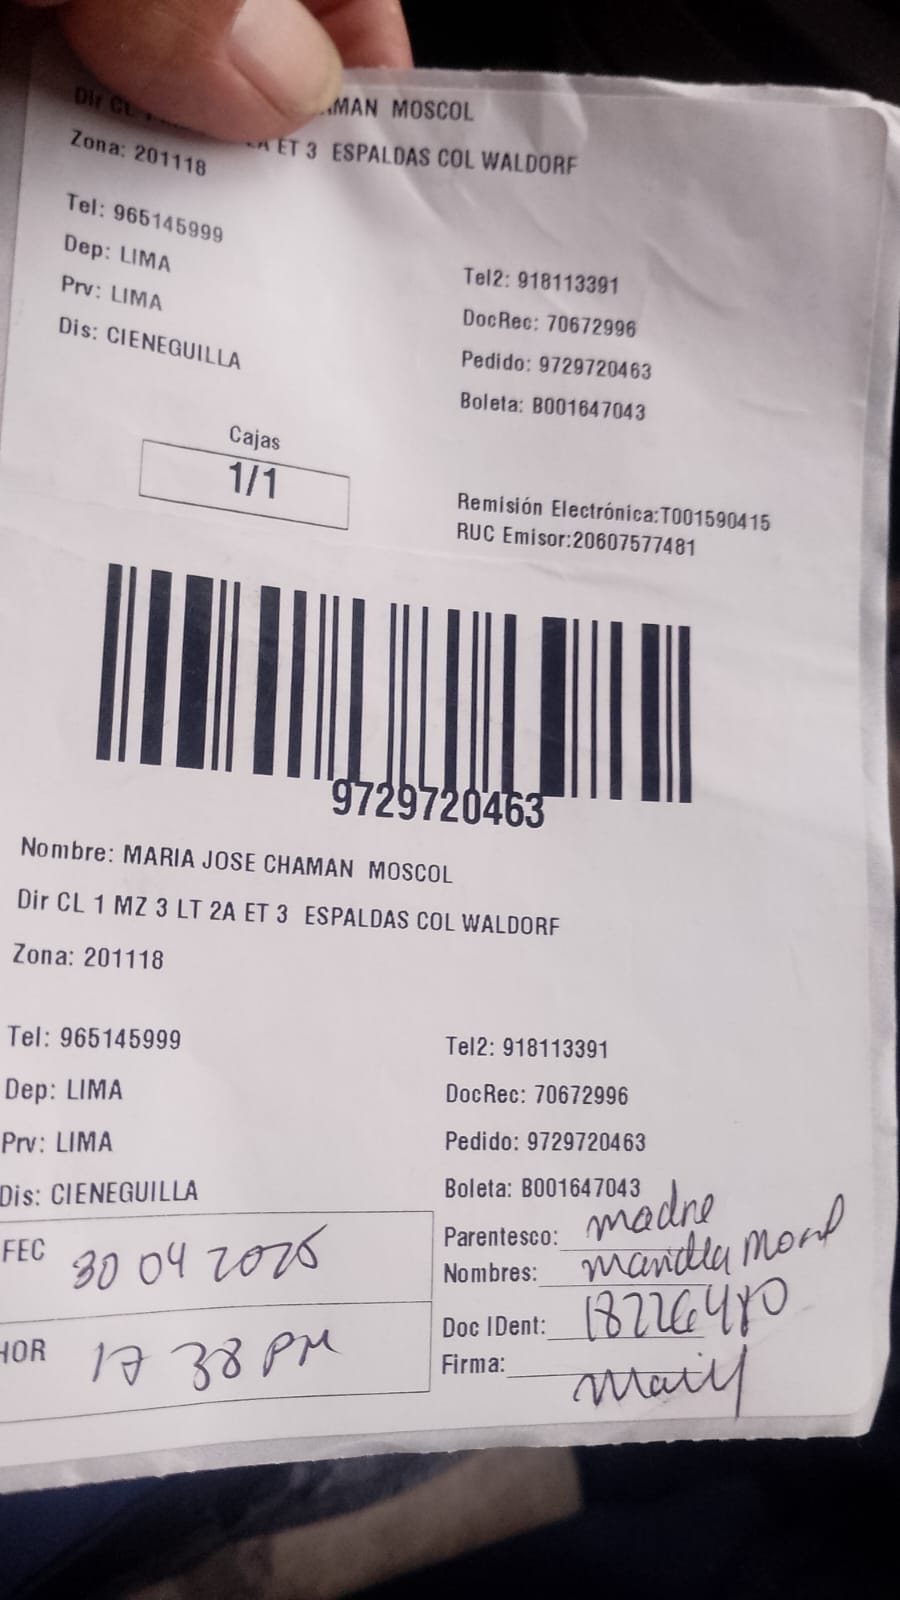 Dir CL
MAN MOSCOL
ET 3 ESPALDAS COL WALDORF
Zona: 201118
Tel: 965145999
Tel2: 918113391
Dep: LIMA
DocRec: 70672996
Prv: LIMA
Pedido: 9729720463
Dis: CIENEGUILLA
Boleta: B001647043
Cajas
1/1
Remisión Electrónica:T001590415
RUC Emisor:20607577481
9729720463
Nombre: MARIA JOSE CHAMAN MOSCOL
Dir CL 1 MZ 3 LT 2A ET 3 ESPALDAS COL WALDORF
Zona: 201118
Tel: 965145999
Tel2: 918113391
Dep: LIMA
DocRec: 70672996
Prv: LIMA
Pedido: 9729720463
Dis: CIENEGUILLA
Boleta: B001647043
FEC 30 04 2025
Parentesco: madre
Nombres:
Doc IDent: 18226480
HOR 17 38 PM
Firma: